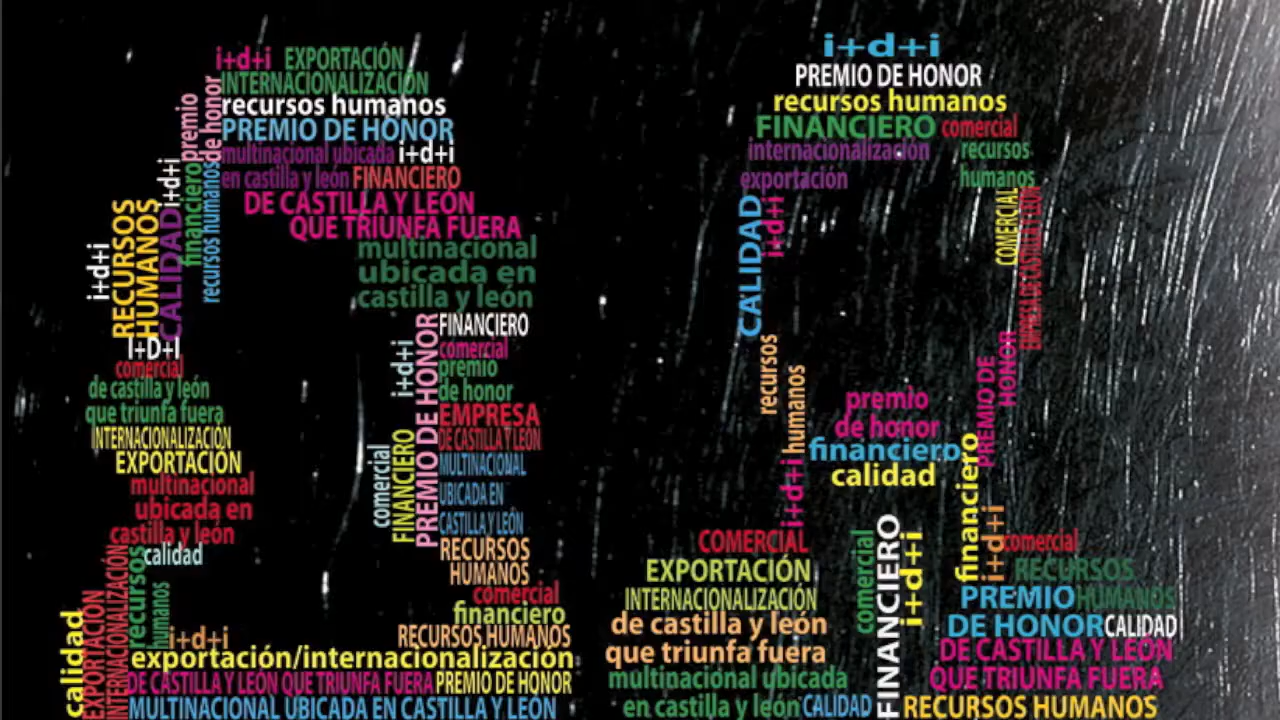 i+d+i EXPORTACIÓN
INTERNACIONALIZACIÓN
recursos humanos
PREMIO DE HONOR
multinacional ubicada i+d+i
en castilla y león FINANCIERO
DE CASTILLA Y LEÓN
QUE TRIUNFA FUERA
multinacional
ubicada en
castilla y león
premio
de honor
i+d+i
financiero
recursos humanos
i+d+i
RECURSOS
HUMANOS
CALIDAD
I+D+I
comercial
de castilla y león
que triunfa fuera
INTERNACIONALIZACIÓN
EXPORTACIÓN
multinacional
ubicada en
castilla y león
calidad
recursos
humanos
i+d+i
calidad
EXPORTACIÓN
INTERNACIONALIZACIÓN
FINANCIERO
comercial
premio
de honor
EMPRESA
DE CASTILLA Y LEÓN
MULTINACIONAL
UBICADA EN
CASTILLA Y LEÓN
i+d+i
PREMIO DE HONOR
comercial
FINANCIERO
RECURSOS
HUMANOS
comercial
financiero
RECURSOS HUMANOS
exportación/internacionalización
DE CASTILLA Y LEÓN QUE TRIUNFA FUERA PREMIO DE HONOR
MULTINACIONAL UBICADA EN CASTILLA Y LEÓN
i+d+i
PREMIO DE HONOR
recursos humanos
FINANCIERO comercial
internacionalización recursos
exportación humanos
CALIDAD
i+d+i
COMERCIAL
EMPRESA DE CASTILLA Y LEÓN
recursos
humanos
i+d+i
PREMIO DE
HONOR
premio
de honor
financiero
calidad
financiero
i+d+i
comercial
FINANCIERO
i+d+i
COMERCIAL
EXPORTACIÓN
INTERNACIONALIZACIÓN
de castilla y león
que triunfa fuera
multinacional ubicada
en castilla y león CALIDAD
comercial
RECURSOS
PREMIO HUMANOS
DE HONOR CALIDAD
DE CASTILLA Y LEÓN
QUE TRIUNFA FUERA
RECURSOS HUMANOS